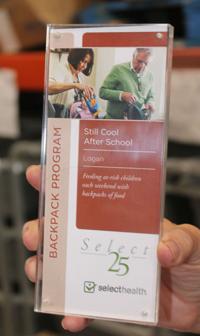 BACKPACK PROGRAM
Still Cool
After School
Logan
Feeding at-risk children
each weekend with
backpacks of food
Select
25
selecthealth